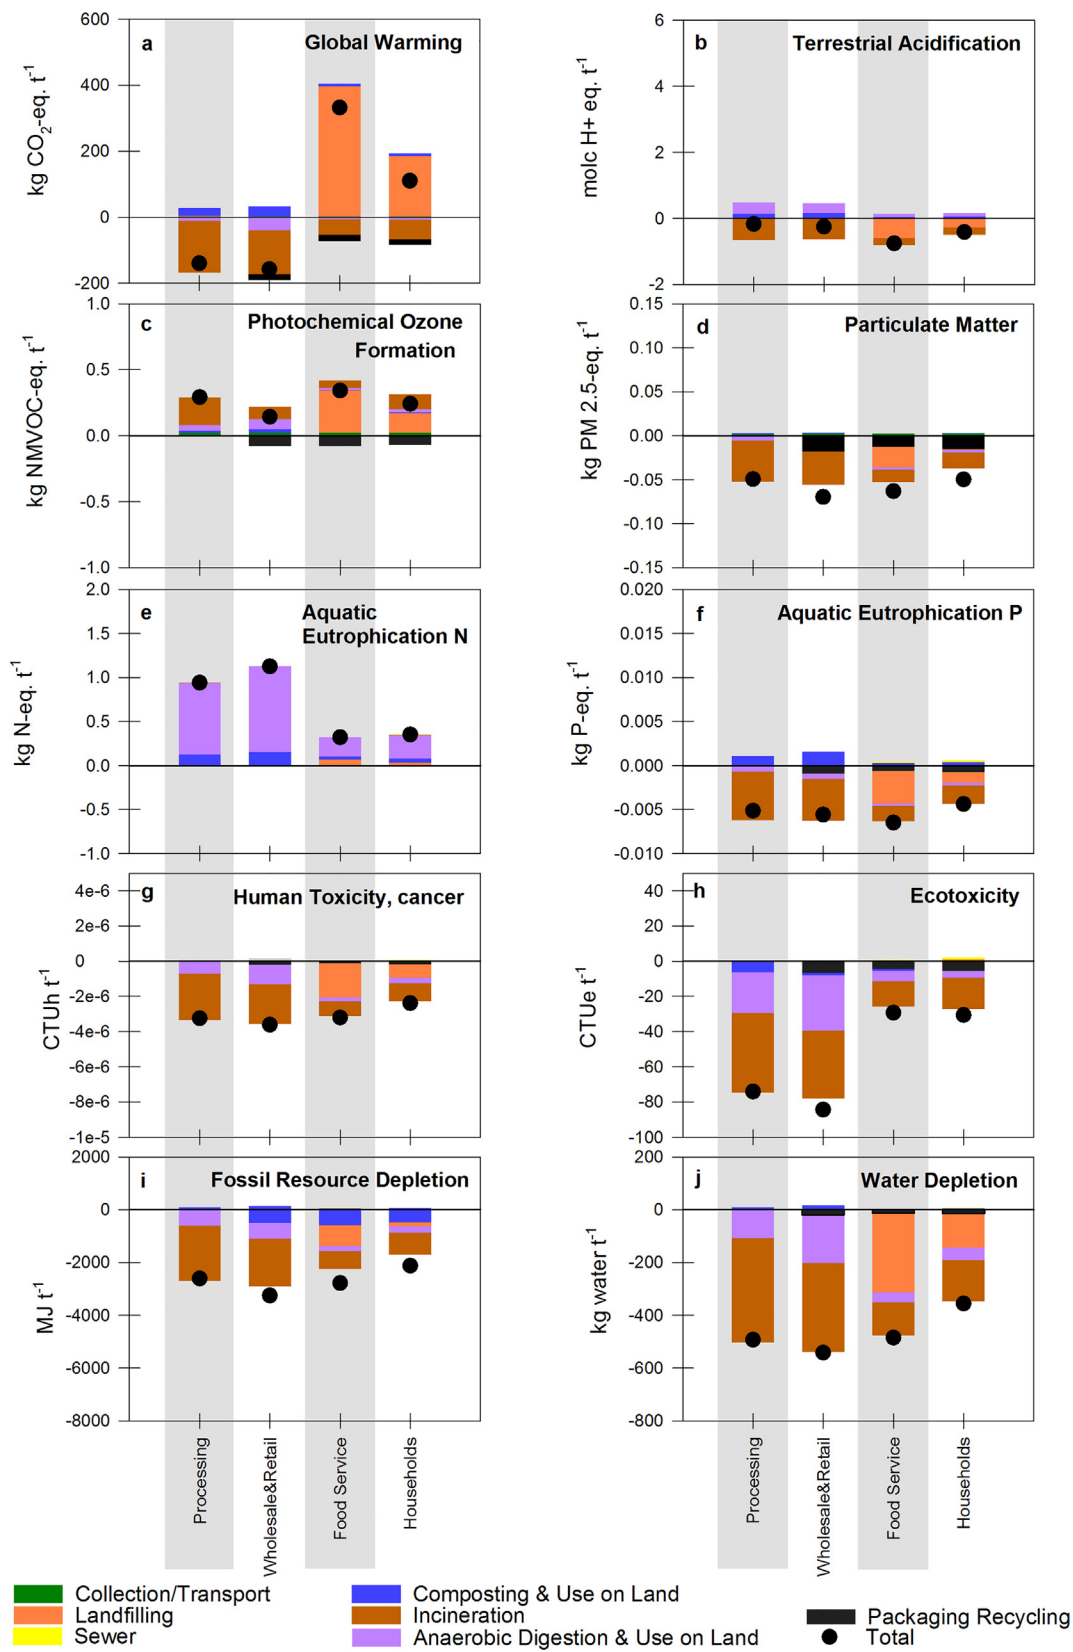 a Global Warming
kg CO2-eq. t-1
600
400
200
0
-200
b Terrestrial Acidification
molc H+ eq. t-1
6
4
2
0
-2
c Photochemical Ozone
Formation
kg NMVOC-eq. t-1
1.0
0.5
0.0
-0.5
-1.0
d Particulate Matter
kg PM 2.5-eq. t-1
0.15
0.10
0.05
0.00
-0.05
-0.10
-0.15
e Aquatic
Eutrophication N
kg N-eq. t-1
2.0
1.5
1.0
0.5
0.0
-0.5
-1.0
f Aquatic Eutrophication P
kg P-eq. t-1
0.020
0.015
0.010
0.005
0.000
-0.005
-0.010
g Human Toxicity, cancer
CTUh t-1
4e-6
2e-6
0
-2e-6
-4e-6
-6e-6
-8e-6
-1e-5
h Ecotoxicity
CTUe t-1
40
20
0
-20
-40
-60
-80
-100
i Fossil Resource Depletion
MJ t-1
2000
0
-2000
-4000
-6000
-8000
j Water Depletion
kg water t-1
200
0
-200
-400
-600
-800
Processing
Wholesale&Retail
Food Service
Households
Processing
Wholesale&Retail
Food Service
Households
Collection/Transport
Landfilling
Sewer
Composting & Use on Land
Incineration
Anaerobic Digestion & Use on Land
Packaging Recycling
Total